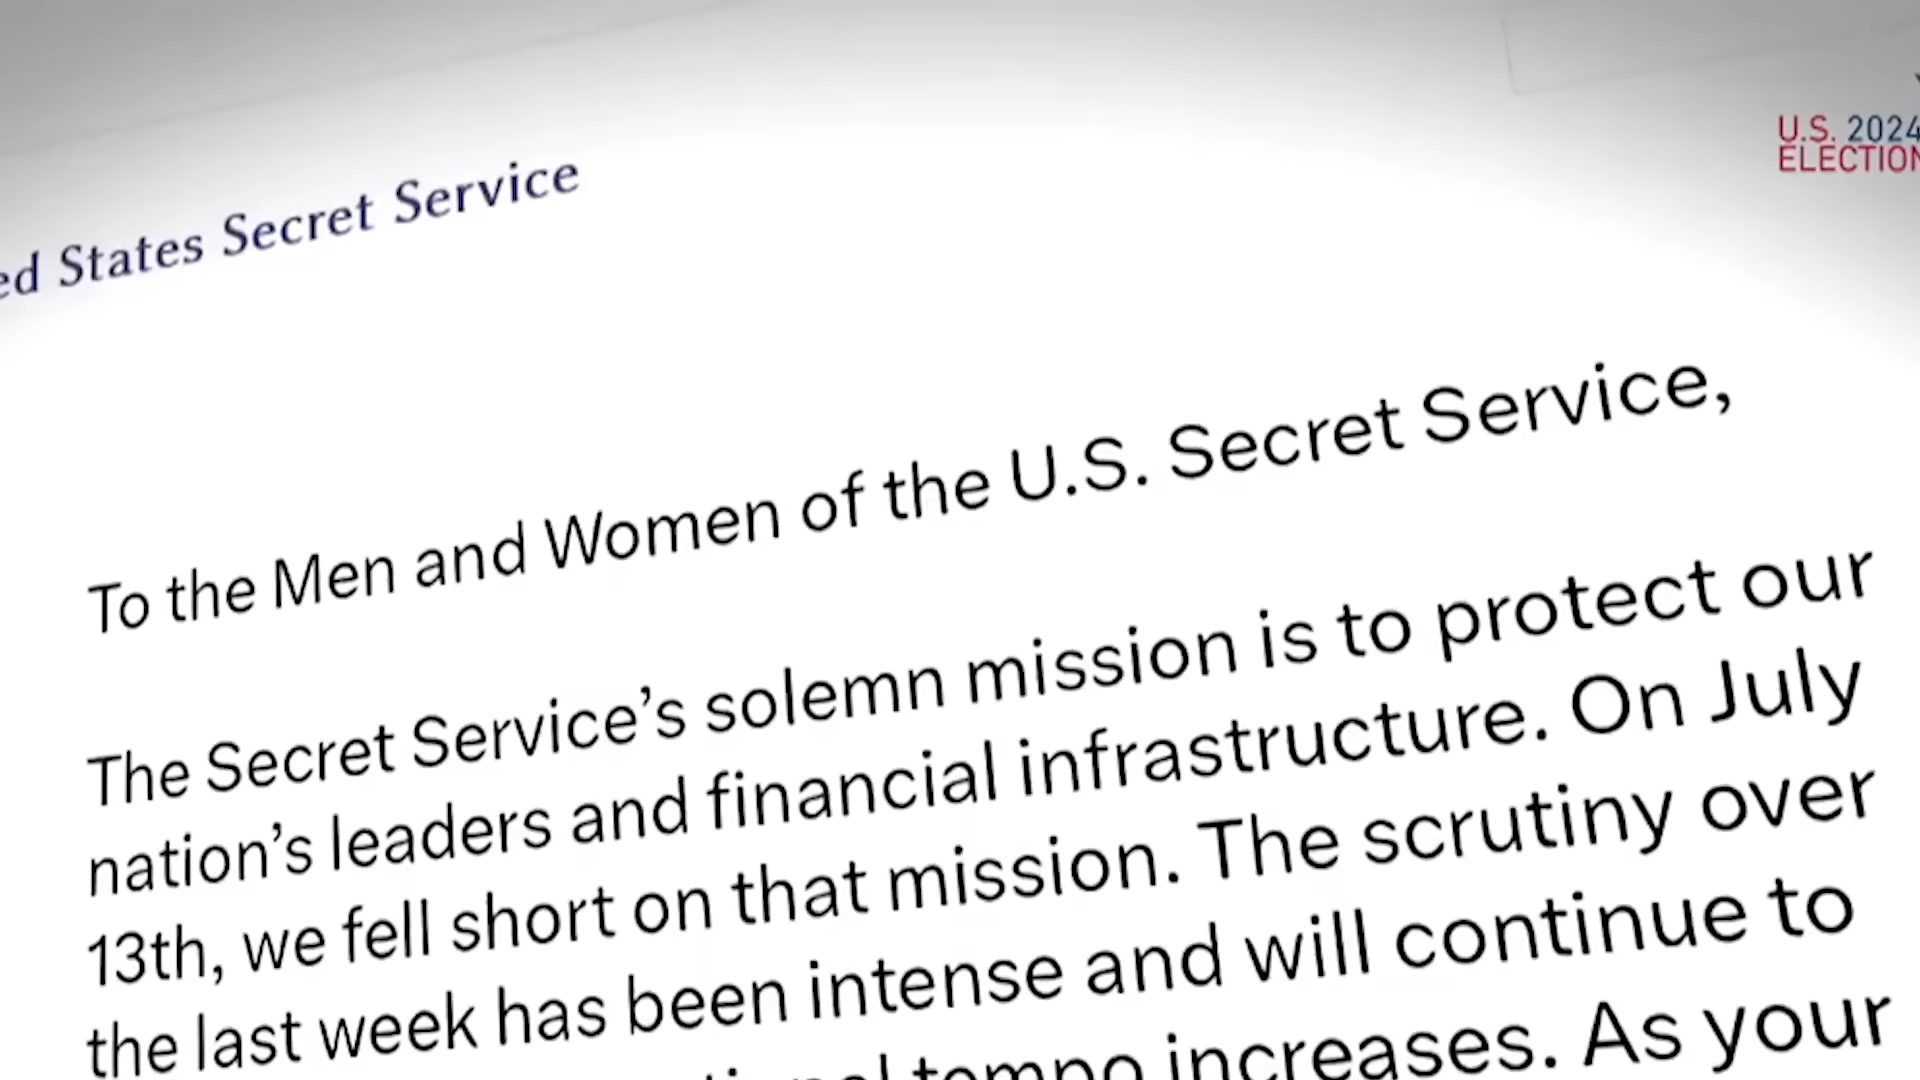 ed States Secret Service
U.S. 2024
ELECTION
To the Men and Women of the U.S. Secret Service,
The Secret Service’s solemn mission is to protect our
nation’s leaders and financial infrastructure. On July
13th, we fell short on that mission. The scrutiny over
the last week has been intense and will continue to
tempo increases. As your